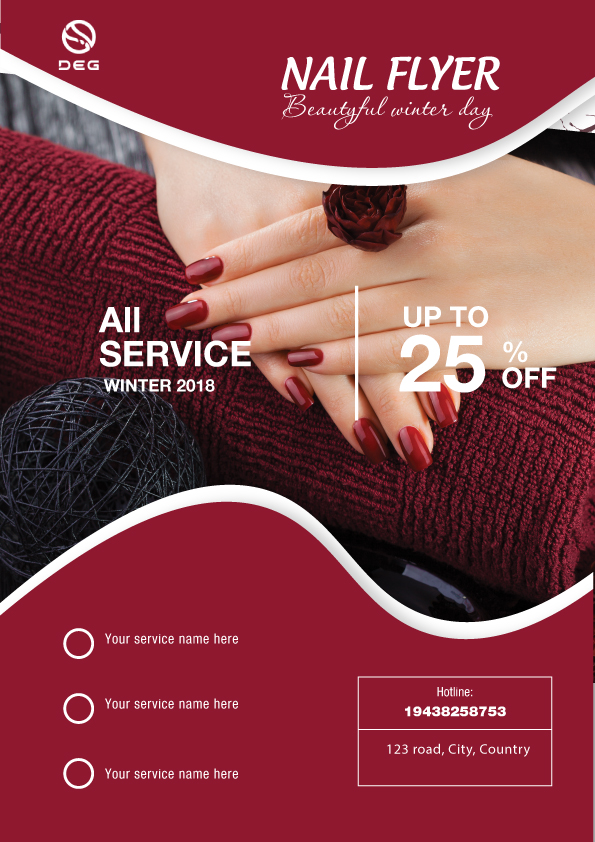 DEG
NAIL FLYER
Beautyful winter day
All
SERVICE
WINTER 2018
UP TO
25 %
OFF
Your service name here
Your service name here
Your service name here
Hotline:
19438258753
123 road, City, Country